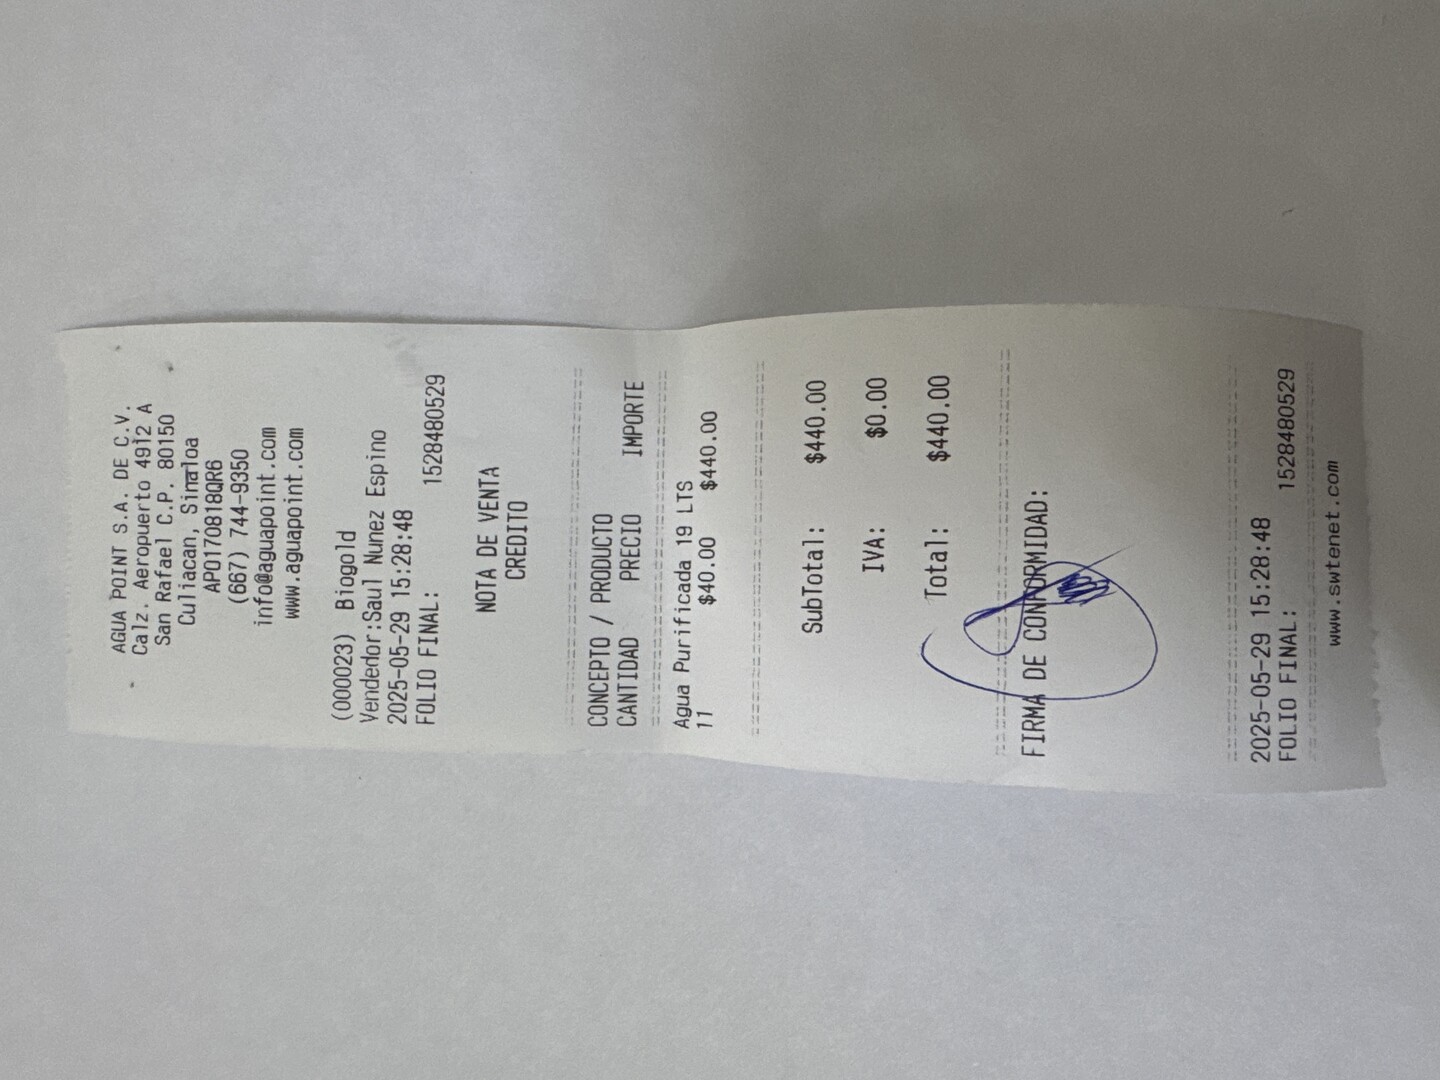 AGUA POINT S.A. DE C.V.
Calz. Aeropuerto 4912 A
San Rafael C.P. 80150
Culiacan, Sinaloa
APO170818QR6
(667) 744-9350
info@aguapoint.com
www.aguapoint.com
(000023) Biogold
Vendedor:Saul Nunez Espino
2025-05-29 15:28:48
FOLIO FINAL: 1528480529
NOTA DE VENTA
CREDITO
CONCEPTO / PRODUCTO
CANTIDAD PRECIO IMPORTE
Agua Purificada 19 LTS
11 $40.00 $440.00
SubTotal: $440.00
IVA: $0.00
Total: $440.00
FIRMA DE CONFORMIDAD:
2025-05-29 15:28:48
FOLIO FINAL: 1528480529
www.swtenet.com